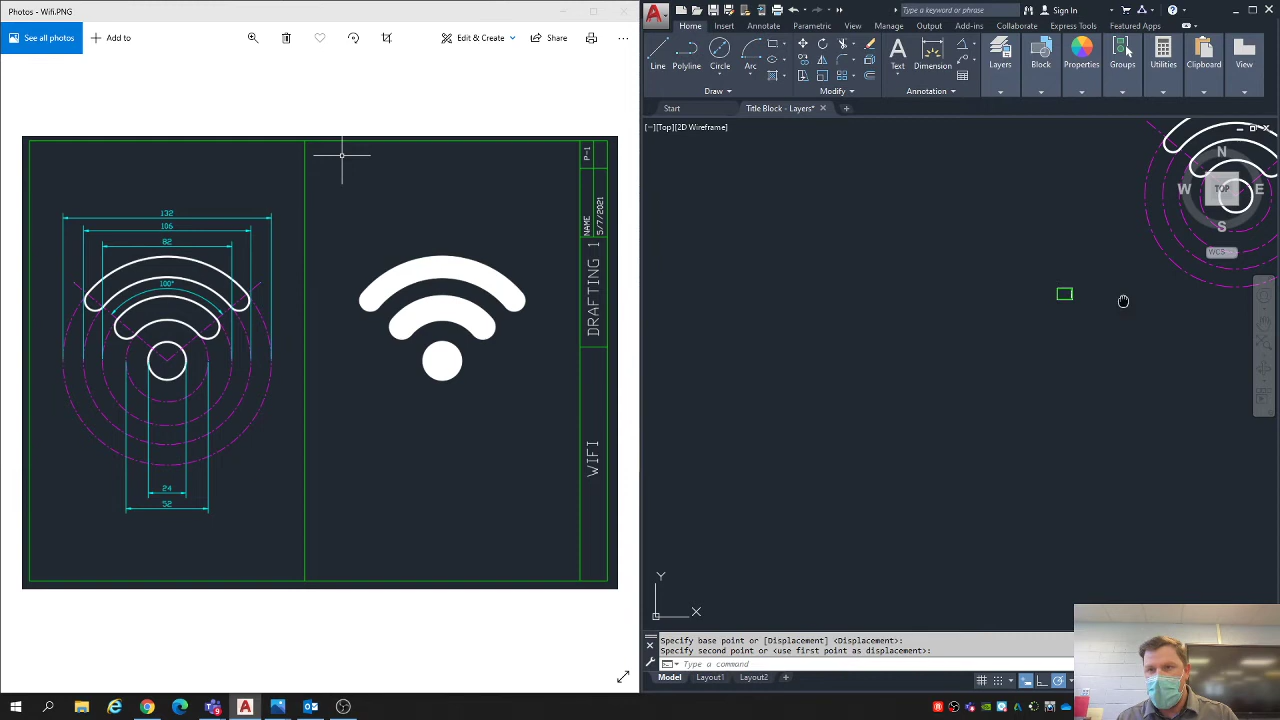 Photos - Wifi.PNG
See all photos
Add to
Edit & Create
Share
132
106
82
100°
24
52
P-1
NAME
5/7/2021
DRAFTING 1
WIFI
Type a keyword or phrase
Sign In
Home
Insert
Annotate
Parametric
View
Manage
Output
Add-ins
Collaborate
Express Tools
Featured Apps
Line
Polyline
Circle
Arc
Text
Dimension
Layers
Block
Properties
Groups
Utilities
Clipboard
View
Draw
Modify
Annotation
Start
Title Block - Layers*
[−][Top][2D Wireframe]
N
W
TOP
E
S
WCS
Y
X
Specify base point or [Displacement] <Displacement>:
Specify second point or <use first point as displacement>:
Type a command
Model
Layout1
Layout2